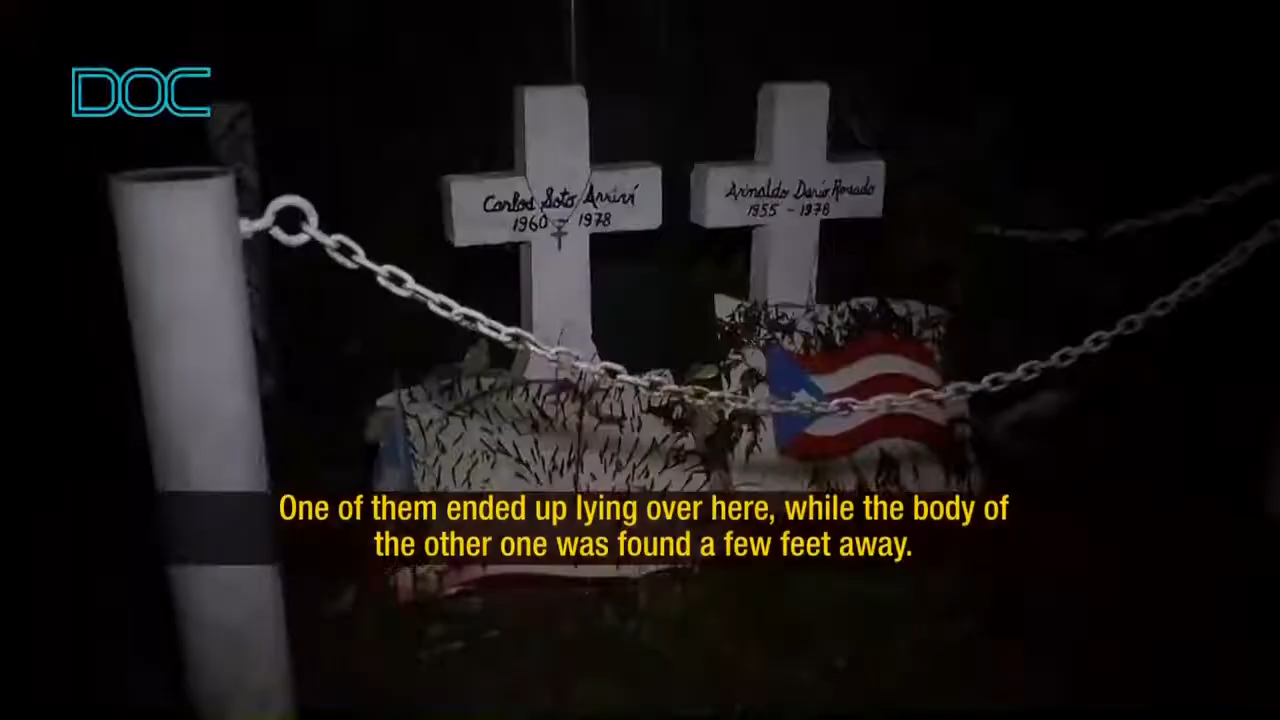 DOC
Carlos Soto Arriví
1960 - 1978
Arnaldo Darío Rosado
1955 - 1978
One of them ended up lying over here, while the body of
the other one was found a few feet away.